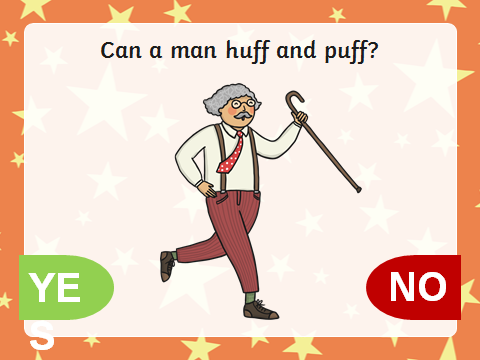 Can a man huff and puff?
YE
S
NO